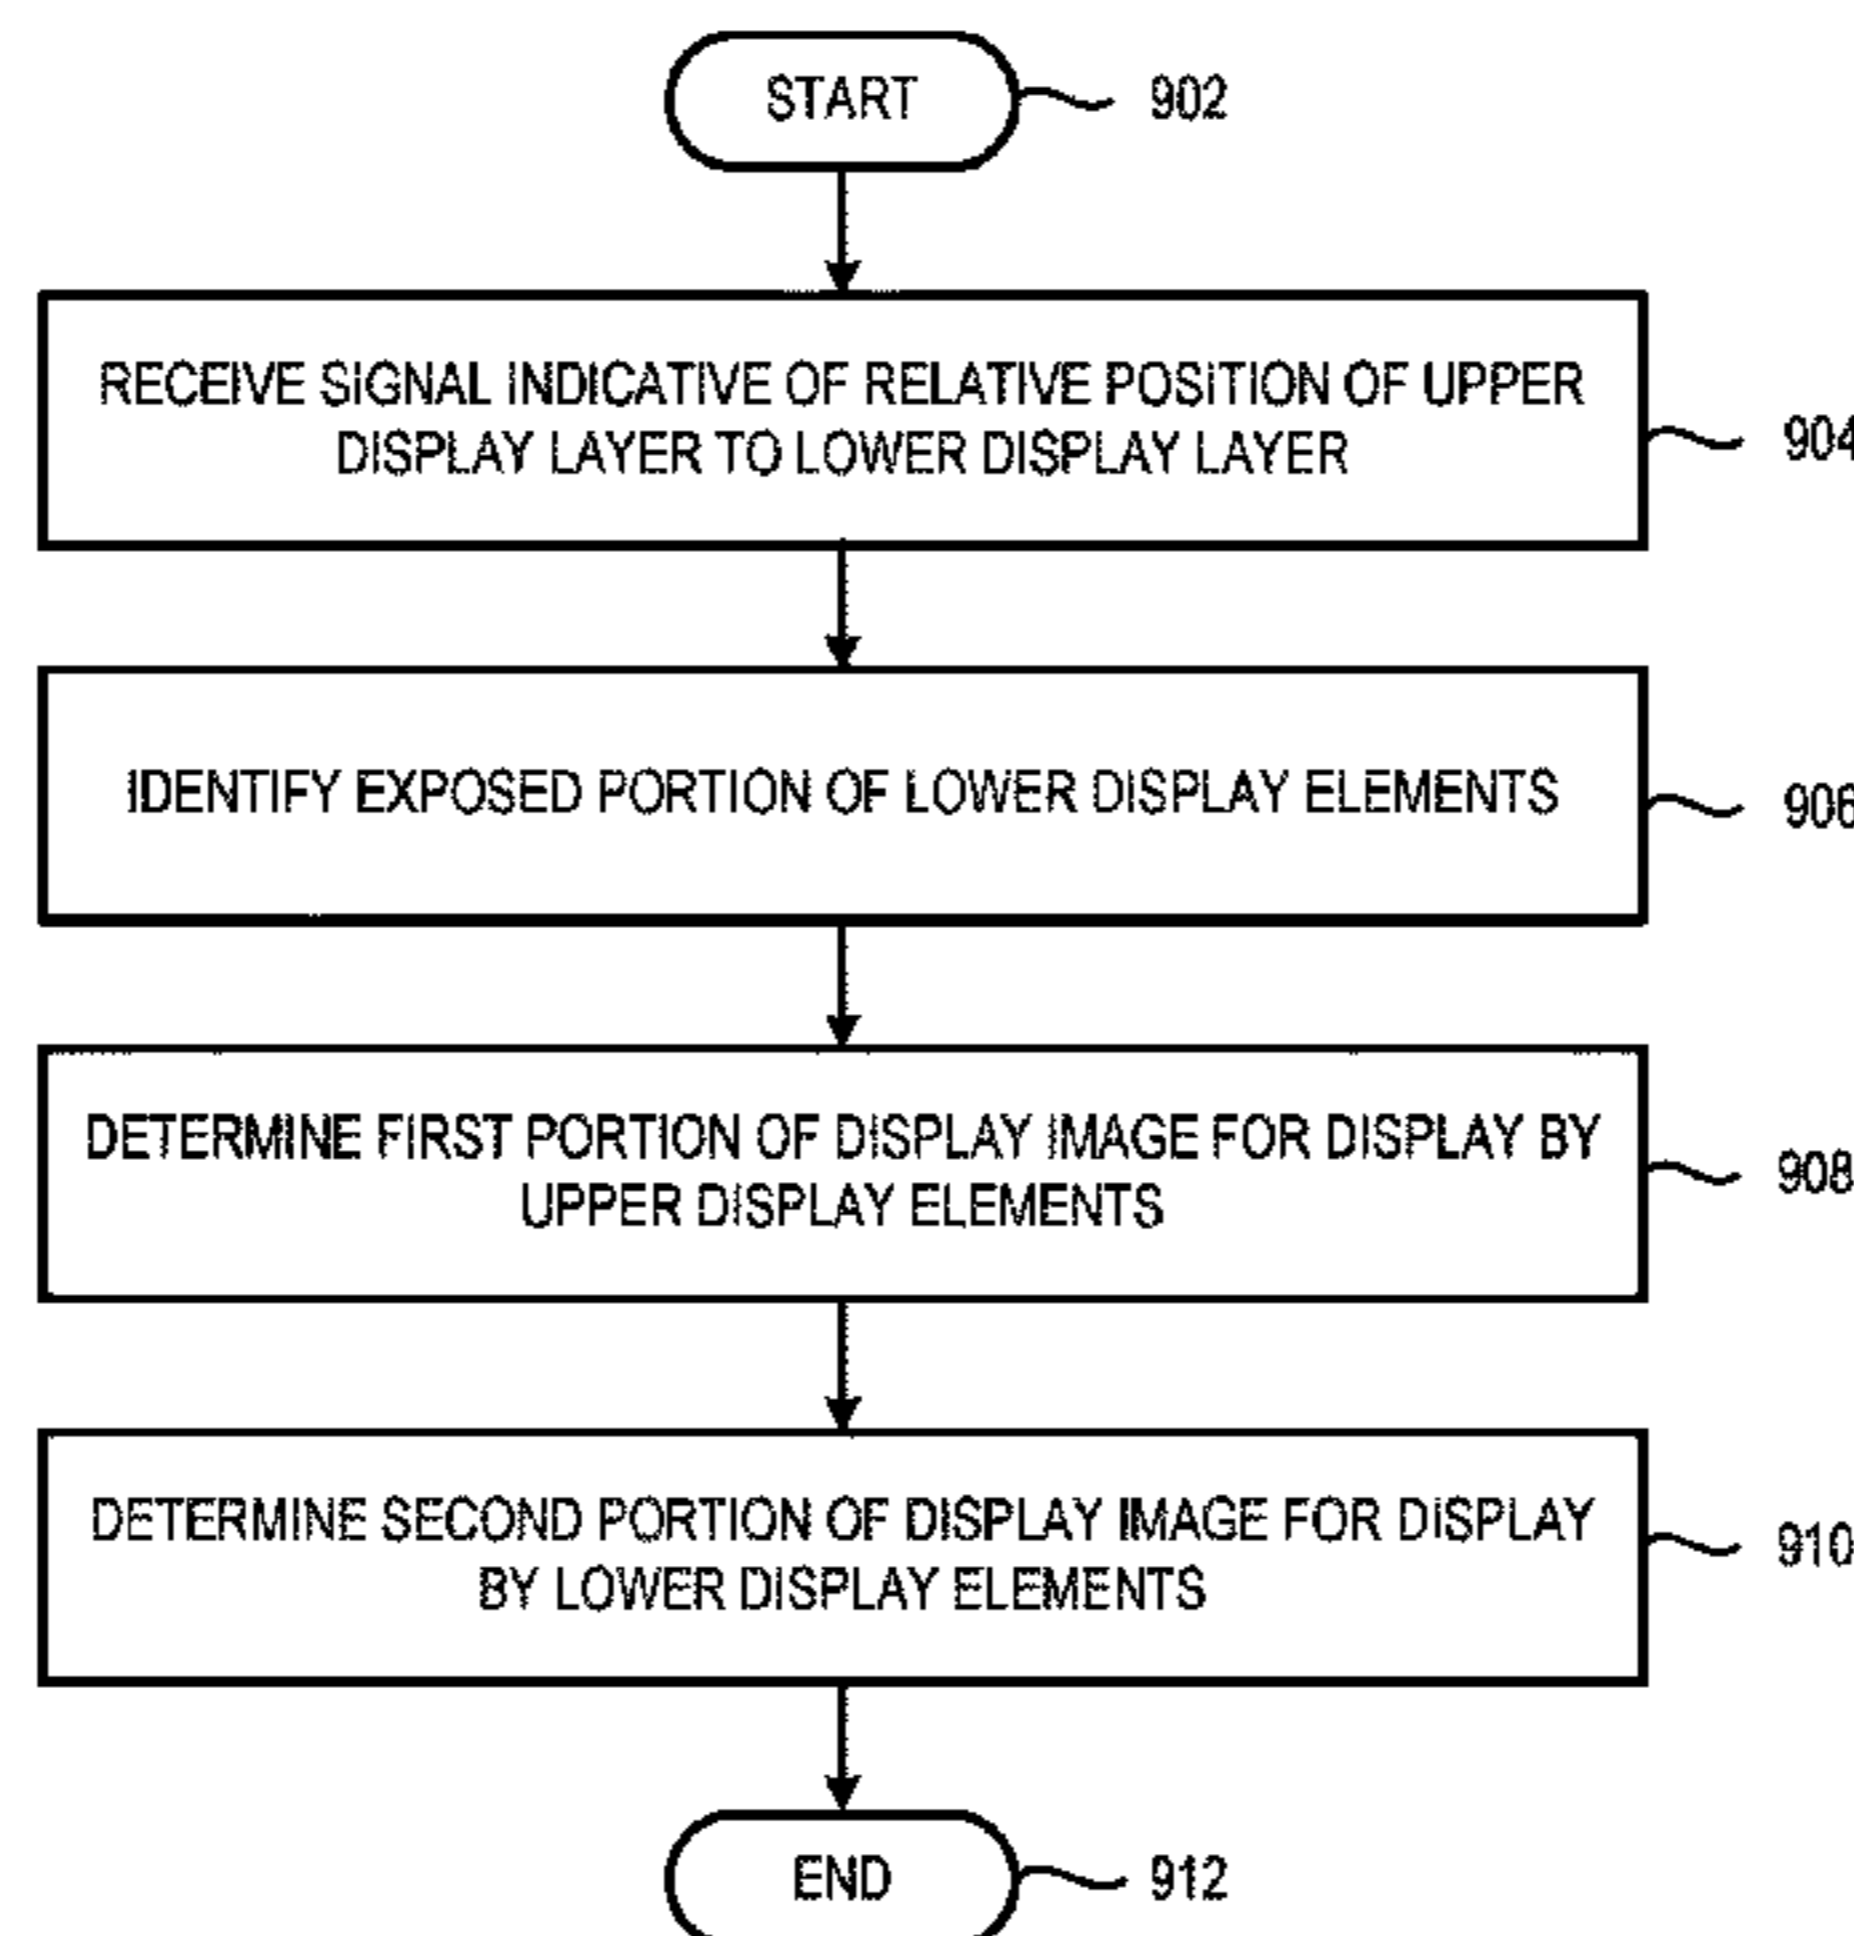 START
902
RECEIVE SIGNAL INDICATIVE OF RELATIVE POSITION OF UPPER
DISPLAY LAYER TO LOWER DISPLAY LAYER
904
IDENTIFY EXPOSED PORTION OF LOWER DISPLAY ELEMENTS
906
DETERMINE FIRST PORTION OF DISPLAY IMAGE FOR DISPLAY BY
UPPER DISPLAY ELEMENTS
908
DETERMINE SECOND PORTION OF DISPLAY IMAGE FOR DISPLAY
BY LOWER DISPLAY ELEMENTS
910
END
912